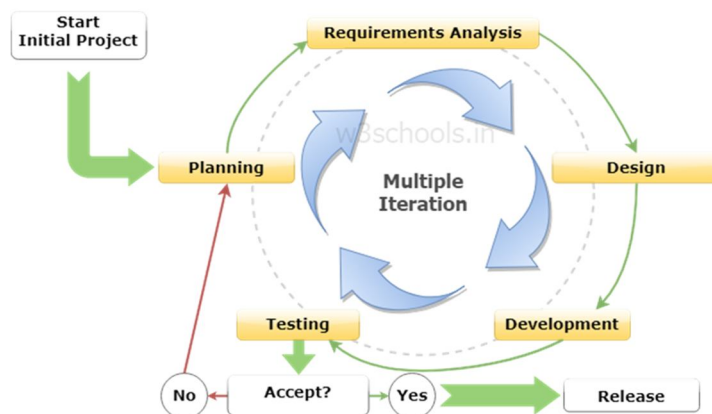 Start
Initial Project
Requirements Analysis
w3schools.in
Planning
Design
Multiple
Iteration
Testing
Development
No
Accept?
Yes
Release